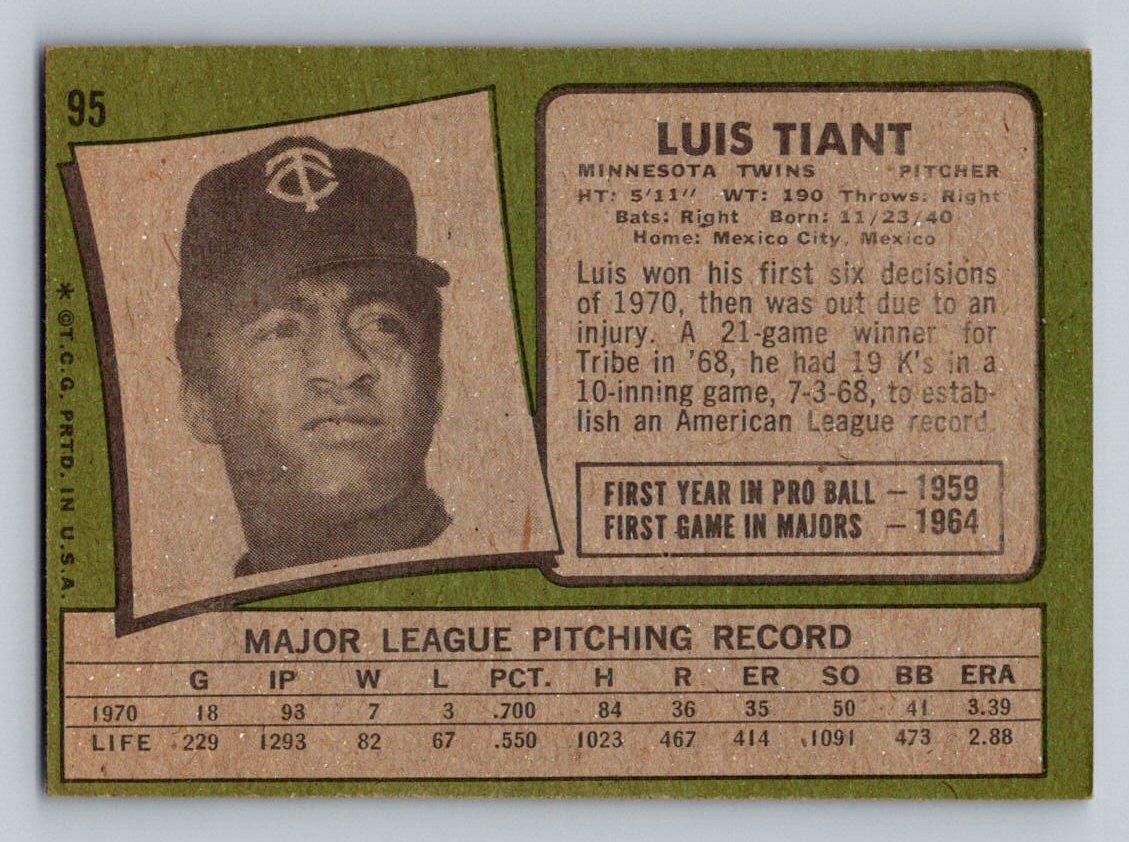 95
LUIS TIANT
MINNESOTA TWINS PITCHER
HT: 5'11" WT: 190 Throws: Right
Bats: Right Born: 11/23/40
Home: Mexico City, Mexico
Luis won his first six decisions
of 1970, then was out due to an
injury. A 21-game winner for
Tribe in '68, he had 19 K's in a
10-inning game, 7-3-68, to estab-
lish an American League record.
FIRST YEAR IN PRO BALL — 1959
FIRST GAME IN MAJORS — 1964
* ©T.C.G. PRTD. IN U.S.A.
TC
MAJOR LEAGUE PITCHING RECORD
G IP W L PCT. H R ER SO BB ERA
1970 18 93 7 3 .700 84 36 35 50 41 3.39
LIFE 229 1293 82 67 .550 1023 467 414 1091 473 2.88